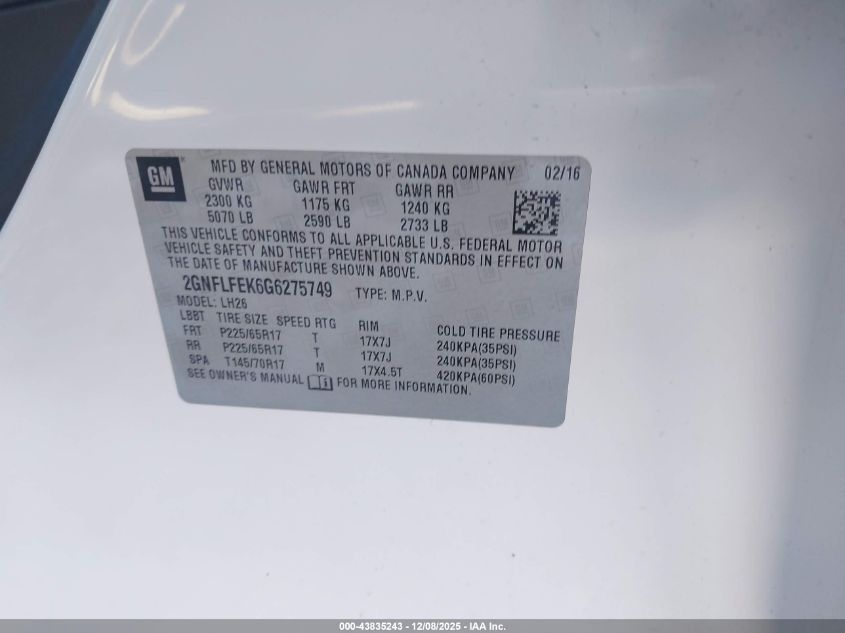 GM
MFD BY GENERAL MOTORS OF CANADA COMPANY 02/16
GVWR GAWR FRT GAWR RR
2300 KG 1175 KG 1240 KG
5070 LB 2590 LB 2733 LB
THIS VEHICLE CONFORMS TO ALL APPLICABLE U.S. FEDERAL MOTOR
VEHICLE SAFETY AND THEFT PREVENTION STANDARDS IN EFFECT ON
THE DATE OF MANUFACTURE SHOWN ABOVE.
2GNFLFEK6G6275749 TYPE: M.P.V.
MODEL: LH26
LBBT TIRE SIZE SPEED RTG RIM COLD TIRE PRESSURE
FRT P225/65R17 T 17X7J 240KPA(35PSI)
RR P225/65R17 T 17X7J 240KPA(35PSI)
SPA T145/70R17 M 17X4.5T 420KPA(60PSI)
SEE OWNER'S MANUAL FOR MORE INFORMATION.
000-43835243 - 12/08/2025 - IAA Inc.